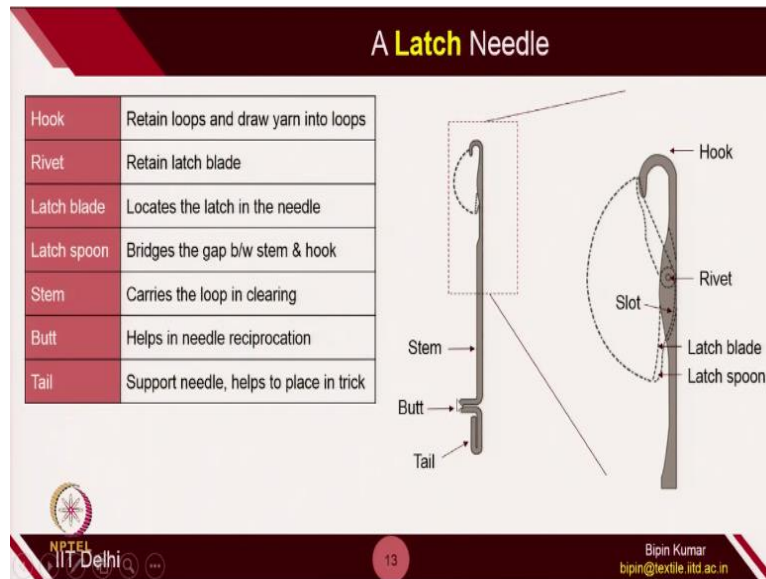 A Latch Needle
Hook Retain loops and draw yarn into loops
Rivet Retain latch blade
Latch blade Locates the latch in the needle
Latch spoon Bridges the gap b/w stem & hook
Stem Carries the loop in clearing
Butt Helps in needle reciprocation
Tail Support needle, helps to place in trick
Hook
Rivet
Slot
Latch blade
Latch spoon
Stem
Butt
Tail
NPTEL
IIT Delhi
13
Bipin Kumar
bipin@textile.iitd.ac.in